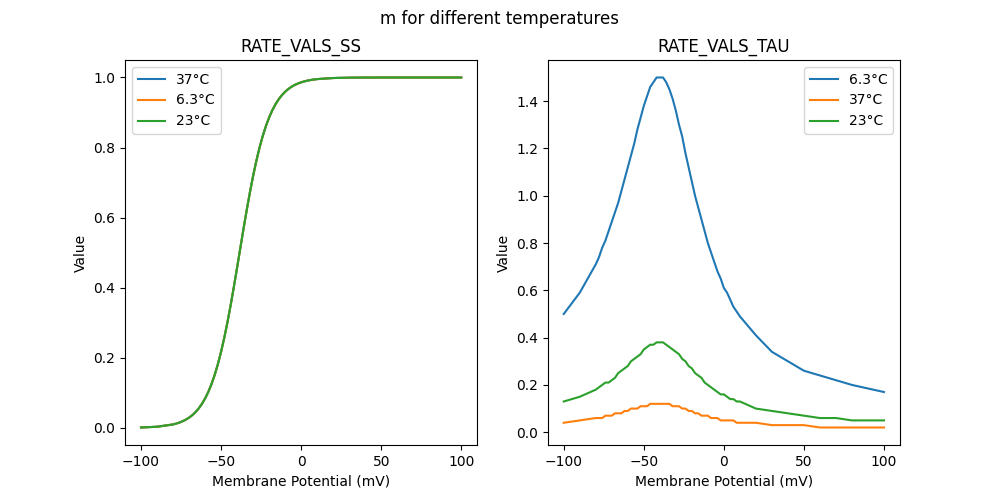 m for different temperatures
RATE_VALS_SS
37°C
6.3°C
23°C
1.0
0.8
0.6
0.4
0.2
0.0
Value
−100
−50
0
50
100
Membrane Potential (mV)
RATE_VALS_TAU
6.3°C
37°C
23°C
1.4
1.2
1.0
0.8
0.6
0.4
0.2
0.0
Value
−100
−50
0
50
100
Membrane Potential (mV)